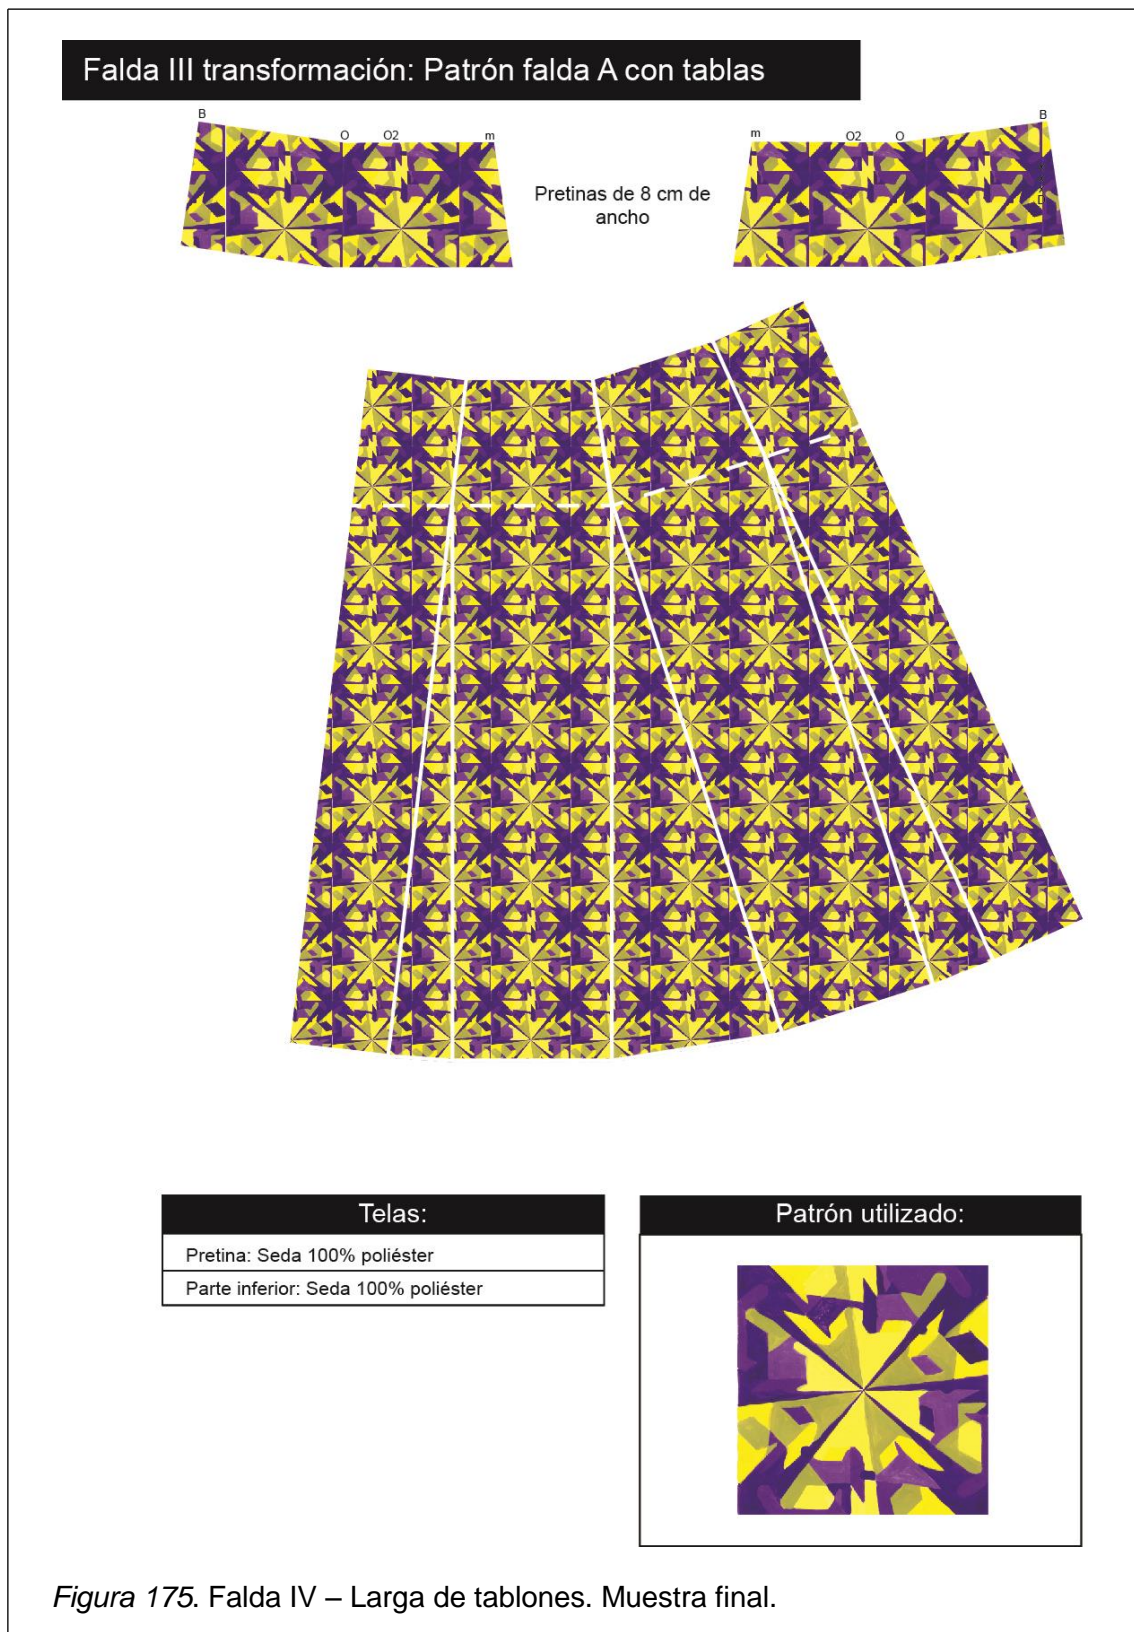 Falda III transformación: Patrón falda A con tablas
B
O O2 m
m O2 O
B
D
Pretinas de 8 cm de
ancho
Telas:
Pretina: Seda 100% poliéster
Parte inferior: Seda 100% poliéster
Patrón utilizado:
Figura 175. Falda IV – Larga de tablones. Muestra final.